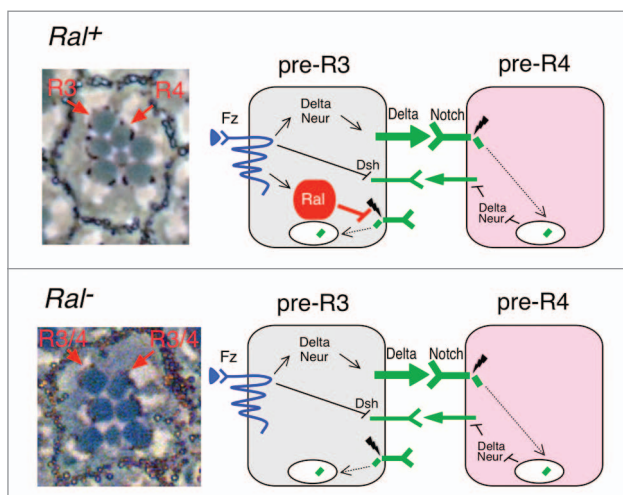 Ral+
R3 R4
pre-R3 pre-R4
Fz
Delta
Neur
Delta Notch
Dsh
Ral
Delta
Neur
Ral-
R3/4 R3/4
pre-R3 pre-R4
Fz
Delta
Neur
Delta Notch
Dsh
Delta
Neur